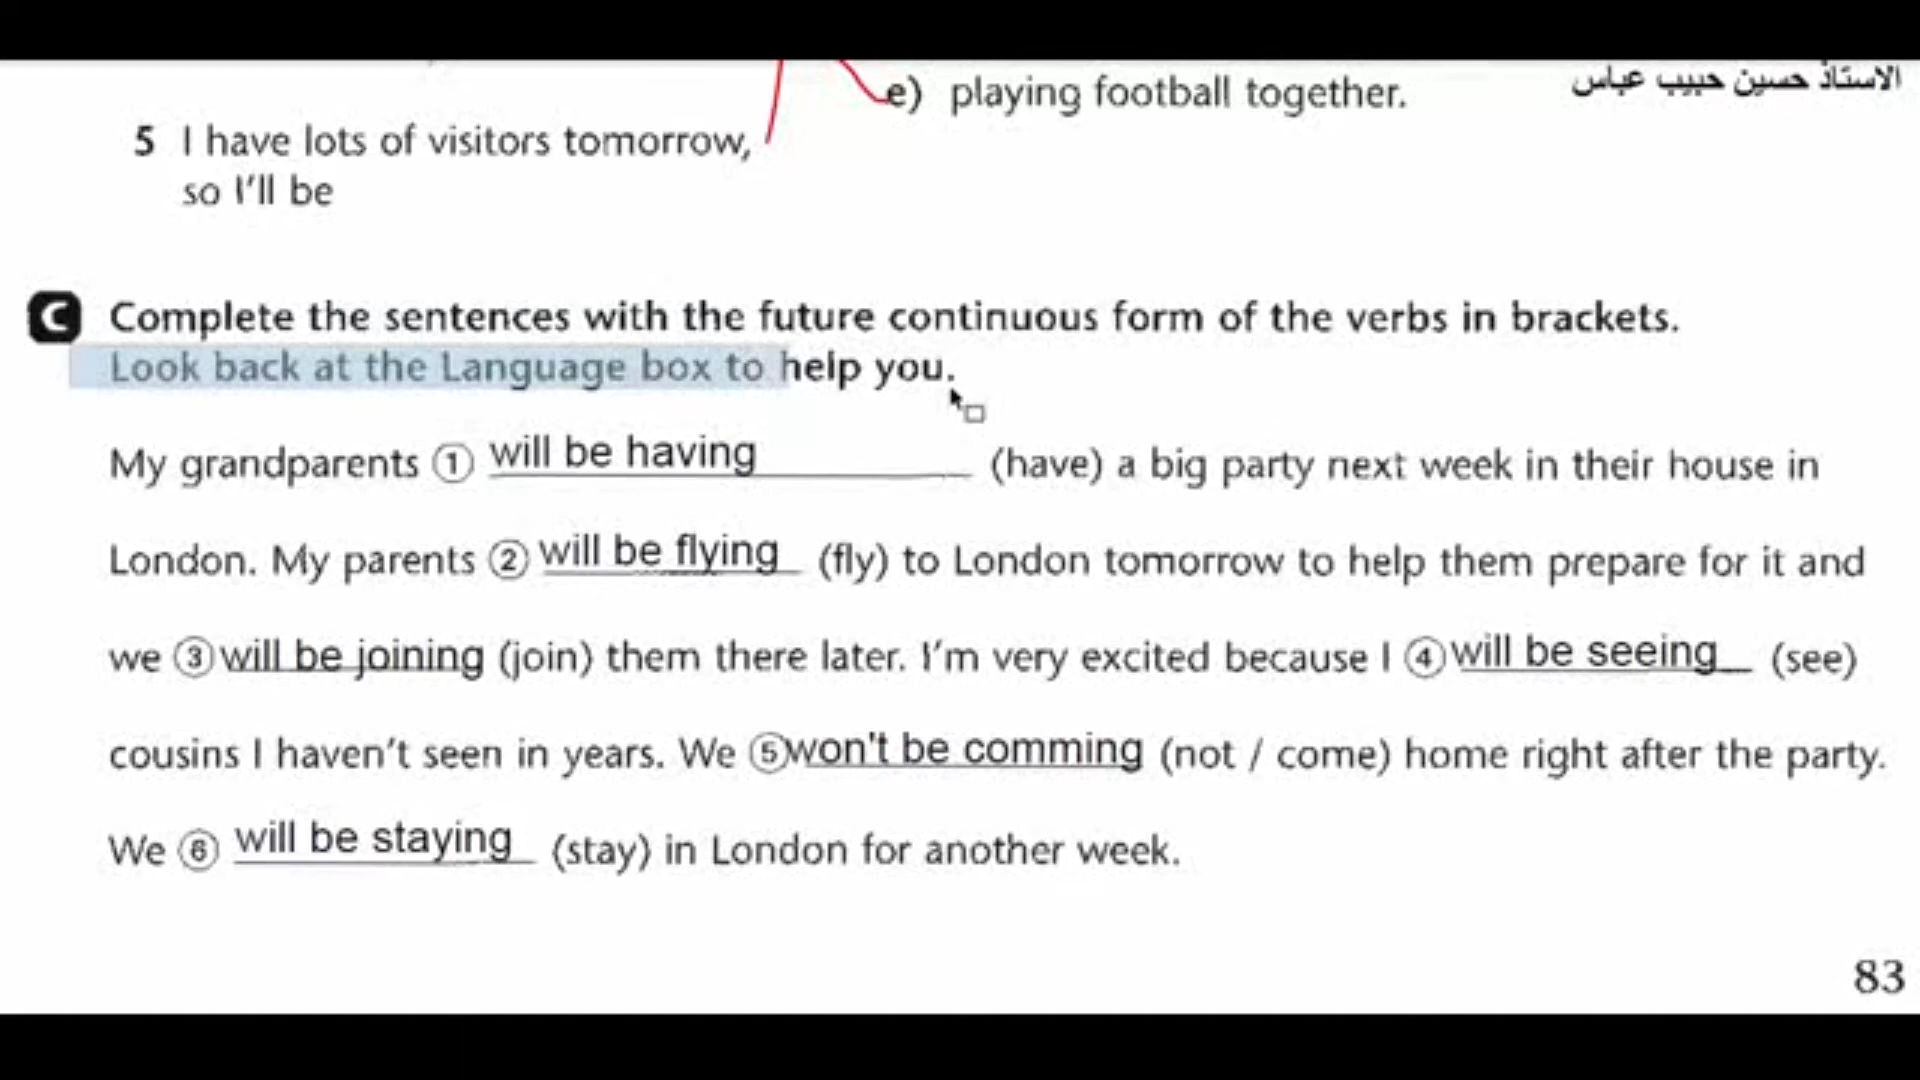 e) playing football together.
الاستاذ حسين حبيب عباس
5 I have lots of visitors tomorrow,
so I'll be
C Complete the sentences with the future continuous form of the verbs in brackets.
Look back at the Language box to help you.
My grandparents ① will be having (have) a big party next week in their house in
London. My parents ② will be flying (fly) to London tomorrow to help them prepare for it and
we ③ will be joining (join) them there later. I'm very excited because I ④ will be seeing (see)
cousins I haven't seen in years. We ⑤ won't be comming (not / come) home right after the party.
We ⑥ will be staying (stay) in London for another week.
83